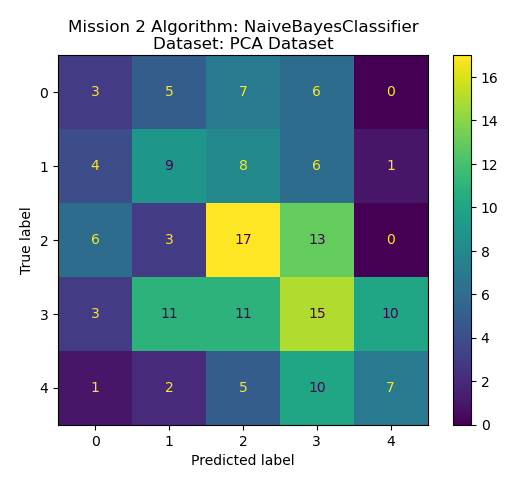 Mission 2 Algorithm: NaiveBayesClassifier
Dataset: PCA Dataset
0 3 5 7 6 0
1 4 9 8 6 1
2 6 3 17 13 0
3 3 11 11 15 10
4 1 2 5 10 7
0 1 2 3 4
True label
Predicted label
16
14
12
10
8
6
4
2
0